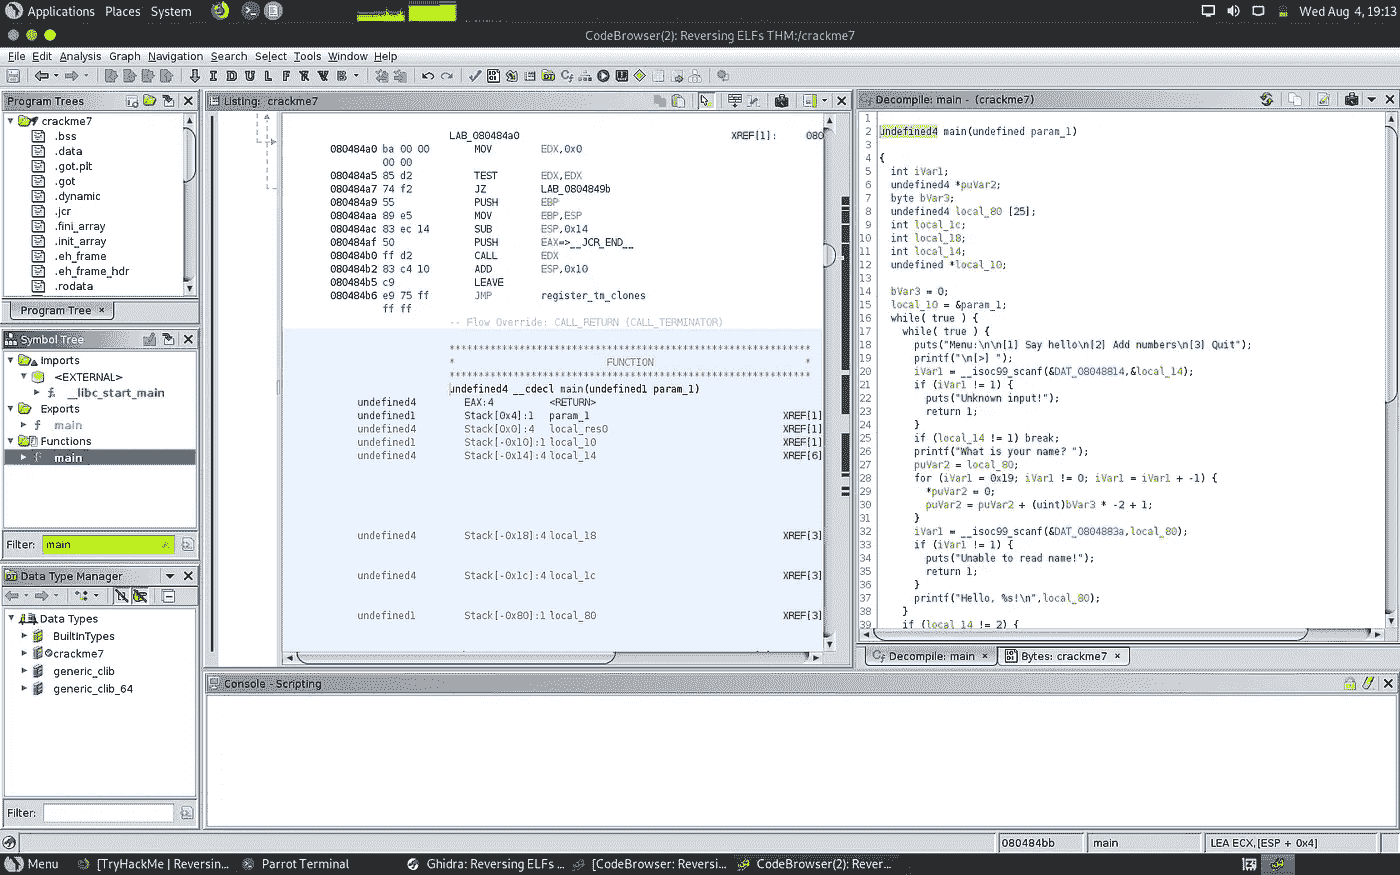 Applications Places System
Wed Aug 4, 19:13
CodeBrowser(2): Reversing ELFs THM:/crackme7
File Edit Analysis Graph Navigation Search Select Tools Window Help
I D U L F R V B
Program Trees
crackme7
.bss
.data
.got.plt
.got
.dynamic
.jcr
.fini_array
.init_array
.eh_frame
.eh_frame_hdr
.rodata
Program Tree ×
Symbol Tree
Imports
<EXTERNAL>
f __libc_start_main
Exports
f main
Functions
f main
Filter: main
Data Type Manager
Data Types
BuiltInTypes
crackme7
generic_clib
generic_clib_64
Filter:
Listing: crackme7
LAB_080484a0 XREF[1]: 080
080484a0 ba 00 00 MOV EDX,0x0
00 00
080484a5 85 d2 TEST EDX,EDX
080484a7 74 f2 JZ LAB_0804849b
080484a9 55 PUSH EBP
080484aa 89 e5 MOV EBP,ESP
080484ac 83 ec 14 SUB ESP,0x14
080484af 50 PUSH EAX=>__JCR_END__
080484b0 ff d2 CALL EDX
080484b2 83 c4 10 ADD ESP,0x10
080484b5 c9 LEAVE
080484b6 e9 75 ff JMP register_tm_clones
ff ff
-- Flow Override: CALL_RETURN (CALL_TERMINATOR)
* FUNCTION *
undefined4 __cdecl main(undefined1 param_1)
undefined4 EAX:4 <RETURN>
undefined1 Stack[0x4]:1 param_1 XREF[1]
undefined4 Stack[0x0]:4 local_res0 XREF[1]
undefined1 Stack[-0x10]:1 local_10 XREF[1]
undefined4 Stack[-0x14]:4 local_14 XREF[6]
undefined4 Stack[-0x18]:4 local_18 XREF[3]
undefined4 Stack[-0x1c]:4 local_1c XREF[3]
undefined1 Stack[-0x80]:1 local_80 XREF[3]
Decompile: main - (crackme7)
1
2 undefined4 main(undefined param_1)
3
4 {
5 int iVar1;
6 undefined4 *puVar2;
7 byte bVar3;
8 undefined4 local_80 [25];
9 int local_1c;
10 int local_18;
11 int local_14;
12 undefined *local_10;
13
14 bVar3 = 0;
15 local_10 = &param_1;
16 while( true ) {
17 while( true ) {
18 puts("Menu:\n\n[1] Say hello\n[2] Add numbers\n[3] Quit");
19 printf("\n[>] ");
20 iVar1 = __isoc99_scanf(&DAT_08048814,&local_14);
21 if (iVar1 != 1) {
22 puts("Unknown input!");
23 return 1;
24 }
25 if (local_14 != 1) break;
26 printf("What is your name? ");
27 puVar2 = local_80;
28 for (iVar1 = 0x19; iVar1 != 0; iVar1 = iVar1 + -1) {
29 *puVar2 = 0;
30 puVar2 = puVar2 + (uint)bVar3 * -2 + 1;
31 }
32 iVar1 = __isoc99_scanf(&DAT_0804883a,local_80);
33 if (iVar1 != 1) {
34 puts("Unable to read name!");
35 return 1;
36 }
37 printf("Hello, %s!\n",local_80);
38 }
39 if (local_14 != 2) {
Decompile: main × Bytes: crackme7 ×
Console - Scripting
080484bb main LEA ECX,[ESP + 0x4]
Menu [TryHackMe | Reversin... Parrot Terminal Ghidra: Reversing ELFs ... [CodeBrowser: Reversi... CodeBrowser(2): Rever...